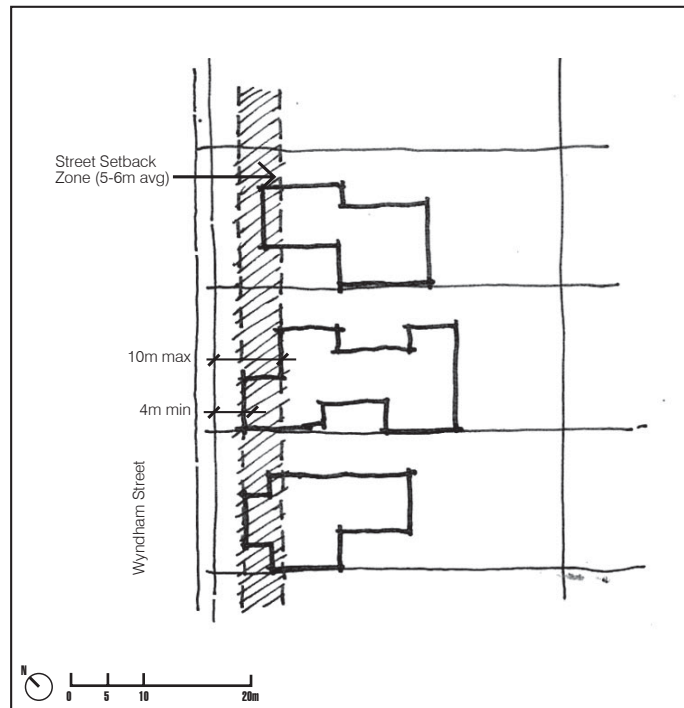 Street Setback
Zone (5-6m avg)
10m max
4m min
Wyndham Street
N
0 5 10 20m